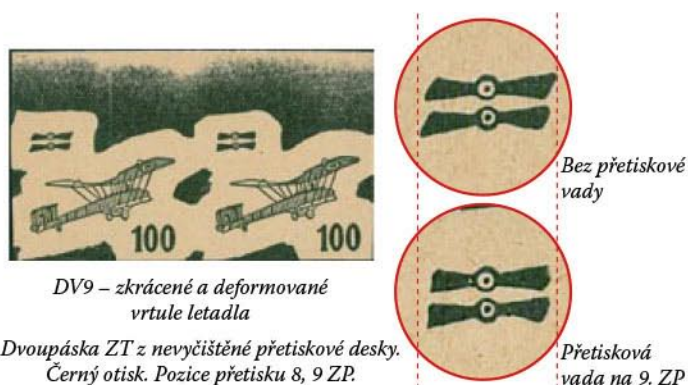 100
100
DV9 – zkrácené a deformované
vrtule letadla
Dvoupáska ZT z nevyčištěné přetiskové desky.
Černý otisk. Pozice přetisku 8, 9 ZP.
Bez přetiskové
vady
Přetisková
vada na 9. ZP